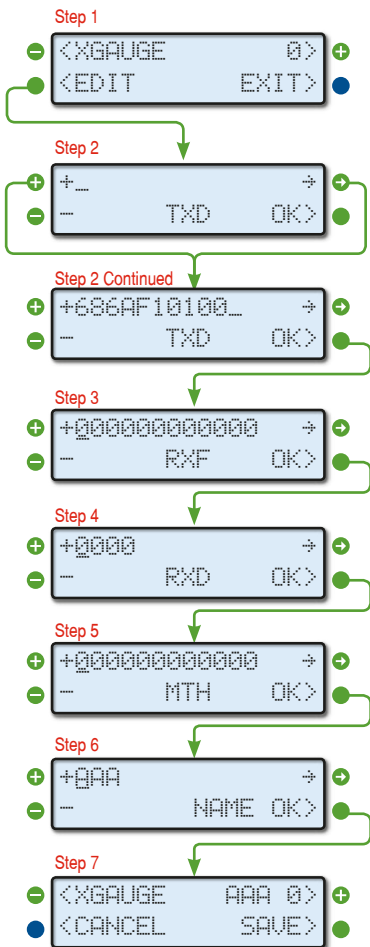 Step 1
<XGAUGE 0>
<EDIT EXIT>
Step 2
+_ →
- TXD OK>
Step 2 Continued
+686AF10100_ →
- TXD OK>
Step 3
+000000000000 →
- RXF OK>
Step 4
+0000 →
- RXD OK>
Step 5
+000000000000 →
- MTH OK>
Step 6
+AAA →
- NAME OK>
Step 7
<XGAUGE AAA 0>
<CANCEL SAVE>